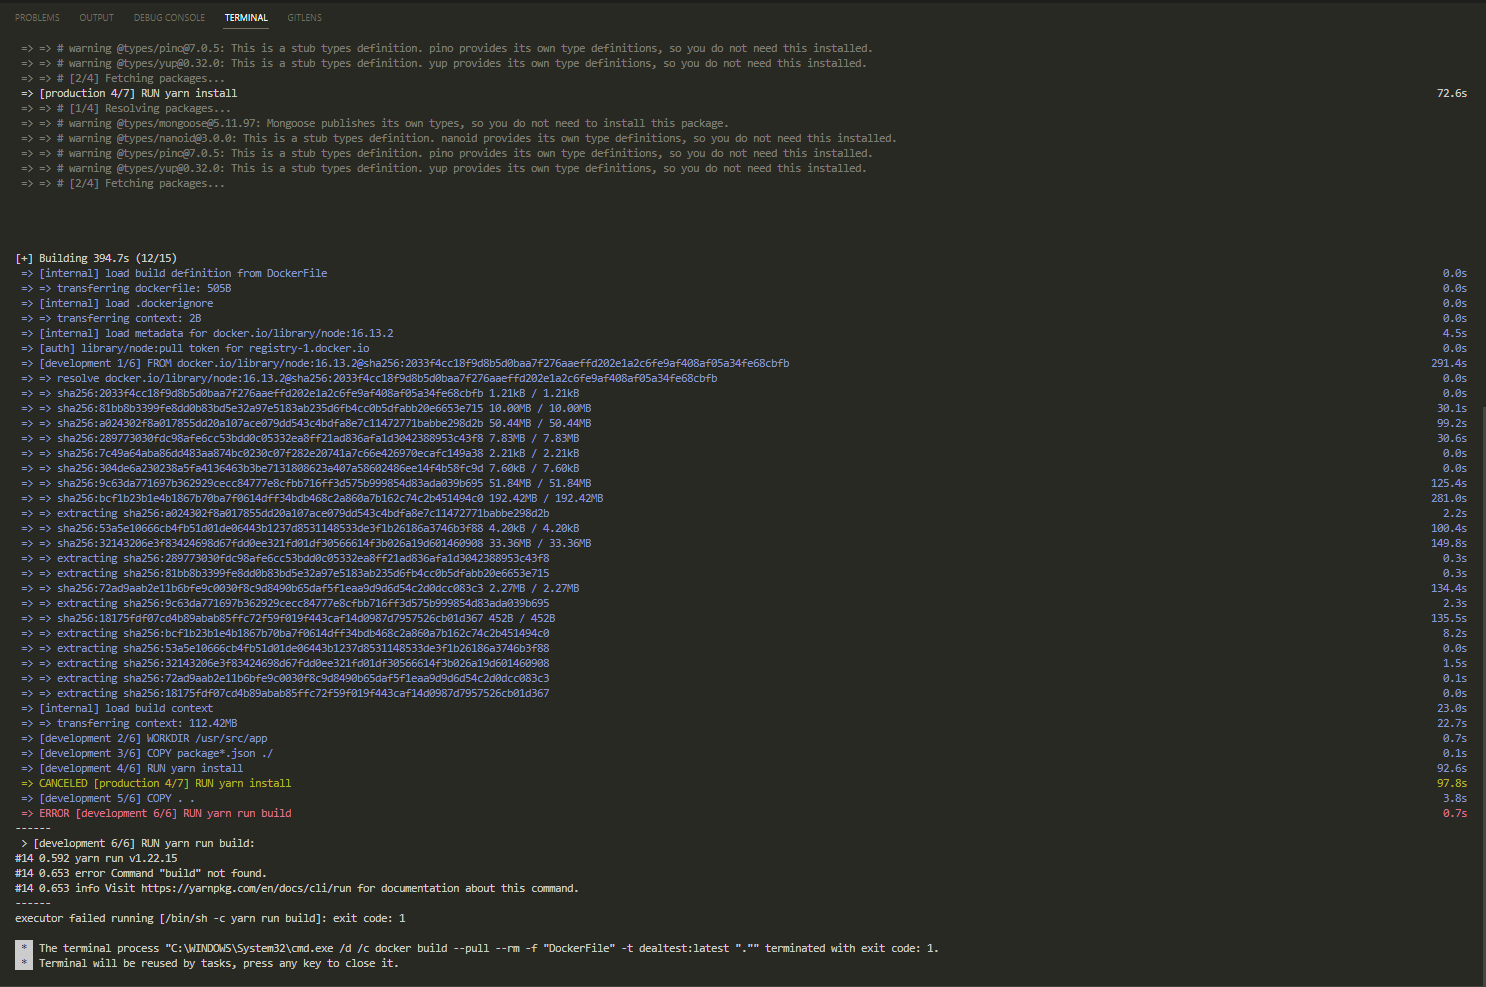 PROBLEMS OUTPUT DEBUG CONSOLE TERMINAL GITLENS
=> => # warning @types/pino@7.0.5: This is a stub types definition. pino provides its own type definitions, so you do not need this installed.
=> => # warning @types/yup@0.32.0: This is a stub types definition. yup provides its own type definitions, so you do not need this installed.
=> => # [2/4] Fetching packages...
=> [production 4/7] RUN yarn install 72.6s
=> => # [1/4] Resolving packages...
=> => # warning @types/mongoose@5.11.97: Mongoose publishes its own types, so you do not need to install this package.
=> => # warning @types/nanoid@3.0.0: This is a stub types definition. nanoid provides its own type definitions, so you do not need this installed.
=> => # warning @types/pino@7.0.5: This is a stub types definition. pino provides its own type definitions, so you do not need this installed.
=> => # warning @types/yup@0.32.0: This is a stub types definition. yup provides its own type definitions, so you do not need this installed.
=> => # [2/4] Fetching packages...
[+] Building 394.7s (12/15)
=> [internal] load build definition from DockerFile 0.0s
=> => transferring dockerfile: 505B 0.0s
=> [internal] load .dockerignore 0.0s
=> => transferring context: 2B 0.0s
=> [internal] load metadata for docker.io/library/node:16.13.2 4.5s
=> [auth] library/node:pull token for registry-1.docker.io 0.0s
=> [development 1/6] FROM docker.io/library/node:16.13.2@sha256:2033f4cc18f9d8b5d0baa7f276aaeffd202e1a2c6fe9af408af05a34fe68cbfb 291.4s
=> => resolve docker.io/library/node:16.13.2@sha256:2033f4cc18f9d8b5d0baa7f276aaeffd202e1a2c6fe9af408af05a34fe68cbfb 0.0s
=> => sha256:2033f4cc18f9d8b5d0baa7f276aaeffd202e1a2c6fe9af408af05a34fe68cbfb 1.21kB / 1.21kB 0.0s
=> => sha256:81bb8b3399fe8dd0b83bd5e32a97e5183ab235d6fb4cc0b5dfabb20e6653e715 10.00MB / 10.00MB 30.1s
=> => sha256:a024302f8a017855dd20a107ace079dd543c4bdfa8e7c11472771babbe298d2b 50.44MB / 50.44MB 99.2s
=> => sha256:289773030fdc98afe6cc53bdd0c05332ea8ff21ad836afa1d3042388953c43f8 7.83MB / 7.83MB 30.6s
=> => sha256:7c49a64aba86dd483aa874bc0230c07f282e20741a7c66e426970ecafc149a38 2.21kB / 2.21kB 0.0s
=> => sha256:304de6a230238a5fa4136463b3be7131808623a407a58602486ee14f4b58fc9d 7.60kB / 7.60kB 0.0s
=> => sha256:9c63da771697b362929cecc84777e8cfbb716ff3d575b999854d83ada039b695 51.84MB / 51.84MB 125.4s
=> => sha256:bcf1b23b1e4b1867b70ba7f0614dff34bdb468c2a860a7b162c74c2b451494c0 192.42MB / 192.42MB 281.0s
=> => extracting sha256:a024302f8a017855dd20a107ace079dd543c4bdfa8e7c11472771babbe298d2b 2.2s
=> => sha256:53a5e10666cb4fb51d01de06443b1237d8531148533de3f1b26186a3746b3f88 4.20kB / 4.20kB 100.4s
=> => sha256:32143206e3f83424698d67fdd0ee321fd01df30566614f3b026a19d601460908 33.36MB / 33.36MB 149.8s
=> => extracting sha256:289773030fdc98afe6cc53bdd0c05332ea8ff21ad836afa1d3042388953c43f8 0.3s
=> => extracting sha256:81bb8b3399fe8dd0b83bd5e32a97e5183ab235d6fb4cc0b5dfabb20e6653e715 0.3s
=> => sha256:72ad9aab2e11b6bfe9c0030f8c9d8490b65daf5f1eaa9d9d6d54c2d0dcc083c3 2.27MB / 2.27MB 134.4s
=> => extracting sha256:9c63da771697b362929cecc84777e8cfbb716ff3d575b999854d83ada039b695 2.3s
=> => sha256:18175fdf07cd4b89abab85ffc72f59f019f443caf14d0987d7957526cb01d367 452B / 452B 135.5s
=> => extracting sha256:bcf1b23b1e4b1867b70ba7f0614dff34bdb468c2a860a7b162c74c2b451494c0 8.2s
=> => extracting sha256:53a5e10666cb4fb51d01de06443b1237d8531148533de3f1b26186a3746b3f88 0.0s
=> => extracting sha256:32143206e3f83424698d67fdd0ee321fd01df30566614f3b026a19d601460908 1.5s
=> => extracting sha256:72ad9aab2e11b6bfe9c0030f8c9d8490b65daf5f1eaa9d9d6d54c2d0dcc083c3 0.1s
=> => extracting sha256:18175fdf07cd4b89abab85ffc72f59f019f443caf14d0987d7957526cb01d367 0.0s
=> [internal] load build context 23.0s
=> => transferring context: 112.42MB 22.7s
=> [development 2/6] WORKDIR /usr/src/app 0.7s
=> [development 3/6] COPY package*.json ./ 0.1s
=> [development 4/6] RUN yarn install 92.6s
=> CANCELED [production 4/7] RUN yarn install 97.8s
=> [development 5/6] COPY . . 3.8s
=> ERROR [development 6/6] RUN yarn run build 0.7s
------
> [development 6/6] RUN yarn run build:
#14 0.592 yarn run v1.22.15
#14 0.653 error Command "build" not found.
#14 0.653 info Visit https://yarnpkg.com/en/docs/cli/run for documentation about this command.
------
executor failed running [/bin/sh -c yarn run build]: exit code: 1
* The terminal process "C:\WINDOWS\System32\cmd.exe /d /c docker build --pull --rm -f "DockerFile" -t dealtest:latest "."" terminated with exit code: 1.
* Terminal will be reused by tasks, press any key to close it.